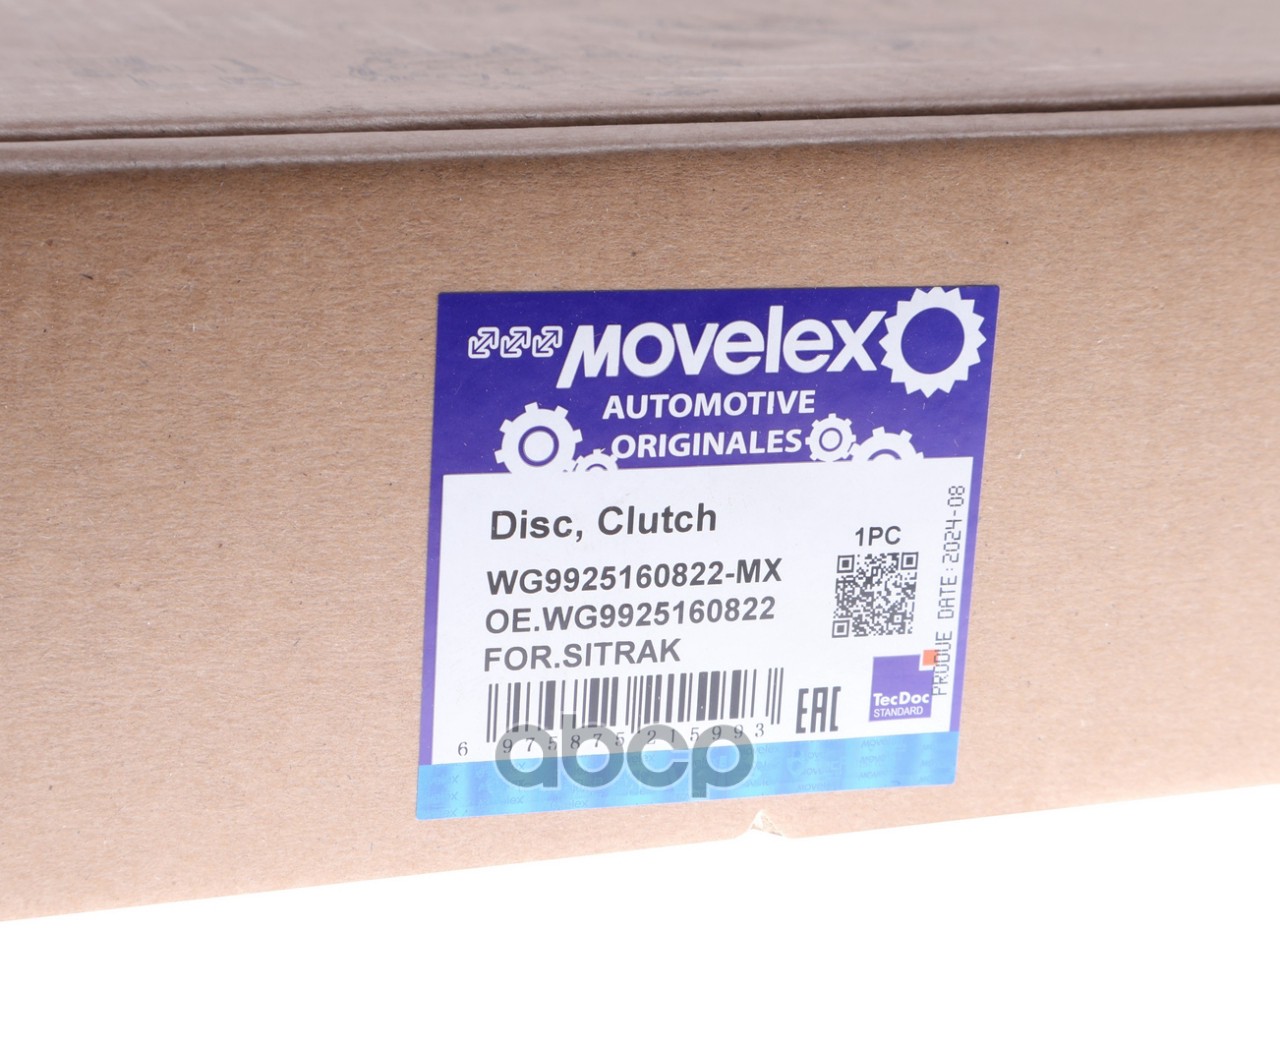 MOVELEX
AUTOMOTIVE
ORIGINALES
Disc, Clutch
1PC
WG9925160822-MX
OE.WG9925160822
FOR.SITRAK
PRODUE DATE:2024-08
EAC
TecDoc
STANDARD
6 975875 215993
abcp
MOVELEX